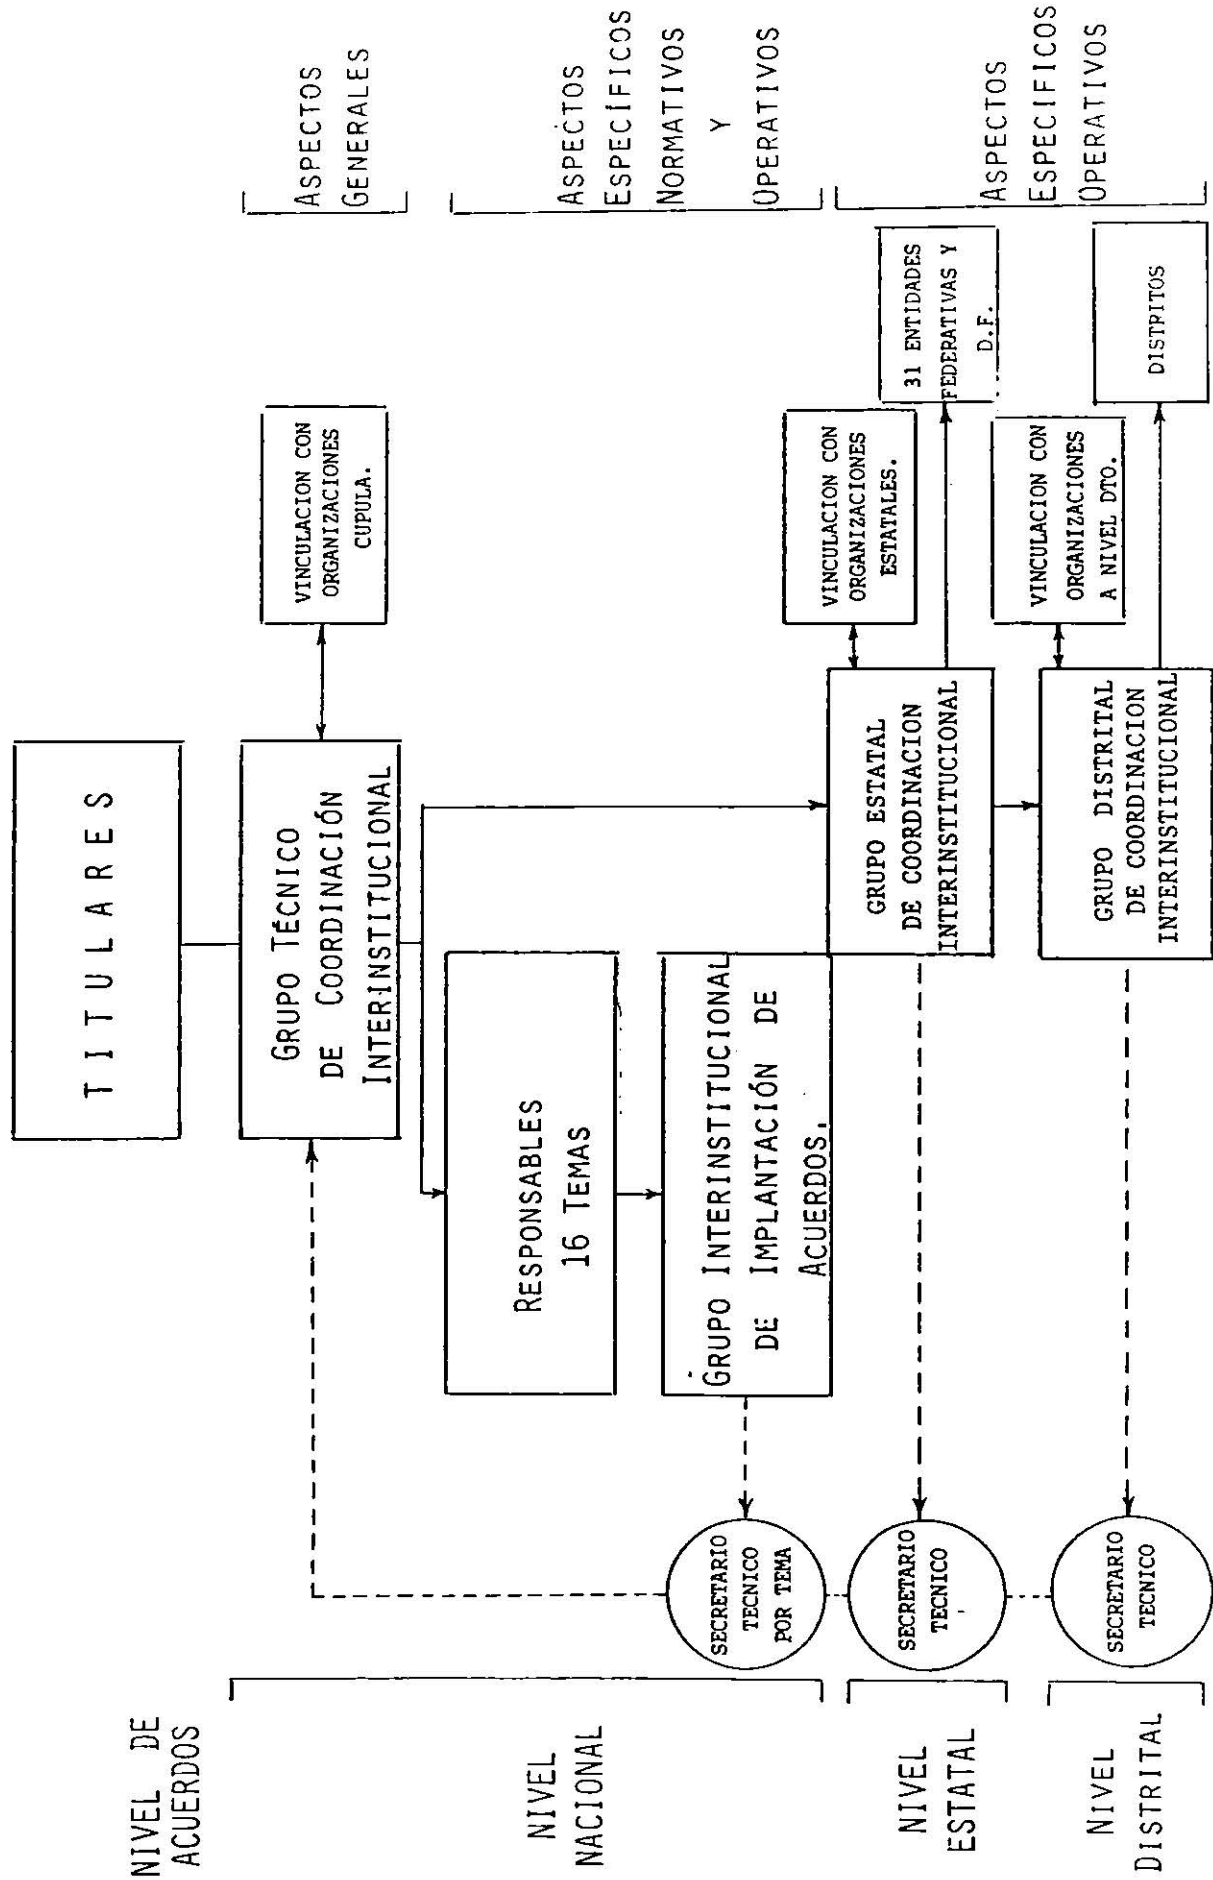 NIVEL DE
ACUERDOS
TITULARES
NIVEL
NACIONAL
GRUPO TÉCNICO
DE COORDINACIÓN
INTERINSTITUCIONAL
VINCULACION CON
ORGANIZACIONES
CUPULA.
ASPECTOS
GENERALES
RESPONSABLES
16 TEMAS
ASPECTOS
ESPECÍFICOS
NORMATIVOS
Y
OPERATIVOS
SECRETARIO
TECNICO
POR TEMA
GRUPO INTERINSTITUCIONAL
DE IMPLANTACIÓN DE
ACUERDOS.
NIVEL
ESTATAL
SECRETARIO
TECNICO
GRUPO ESTATAL
DE COORDINACION
INTERINSTITUCIONAL
VINCULACION CON
ORGANIZACIONES
ESTATALES.
31 ENTIDADES
FEDERATIVAS Y
D.F.
ASPECTOS
ESPECIFICOS
OPERATIVOS
NIVEL
DISTRITAL
SECRETARIO
TECNICO
GRUPO DISTRITAL
DE COORDINACION
INTERINSTITUCIONAL
VINCULACION CON
ORGANIZACIONES
A NIVEL DTO.
DISTRITOS